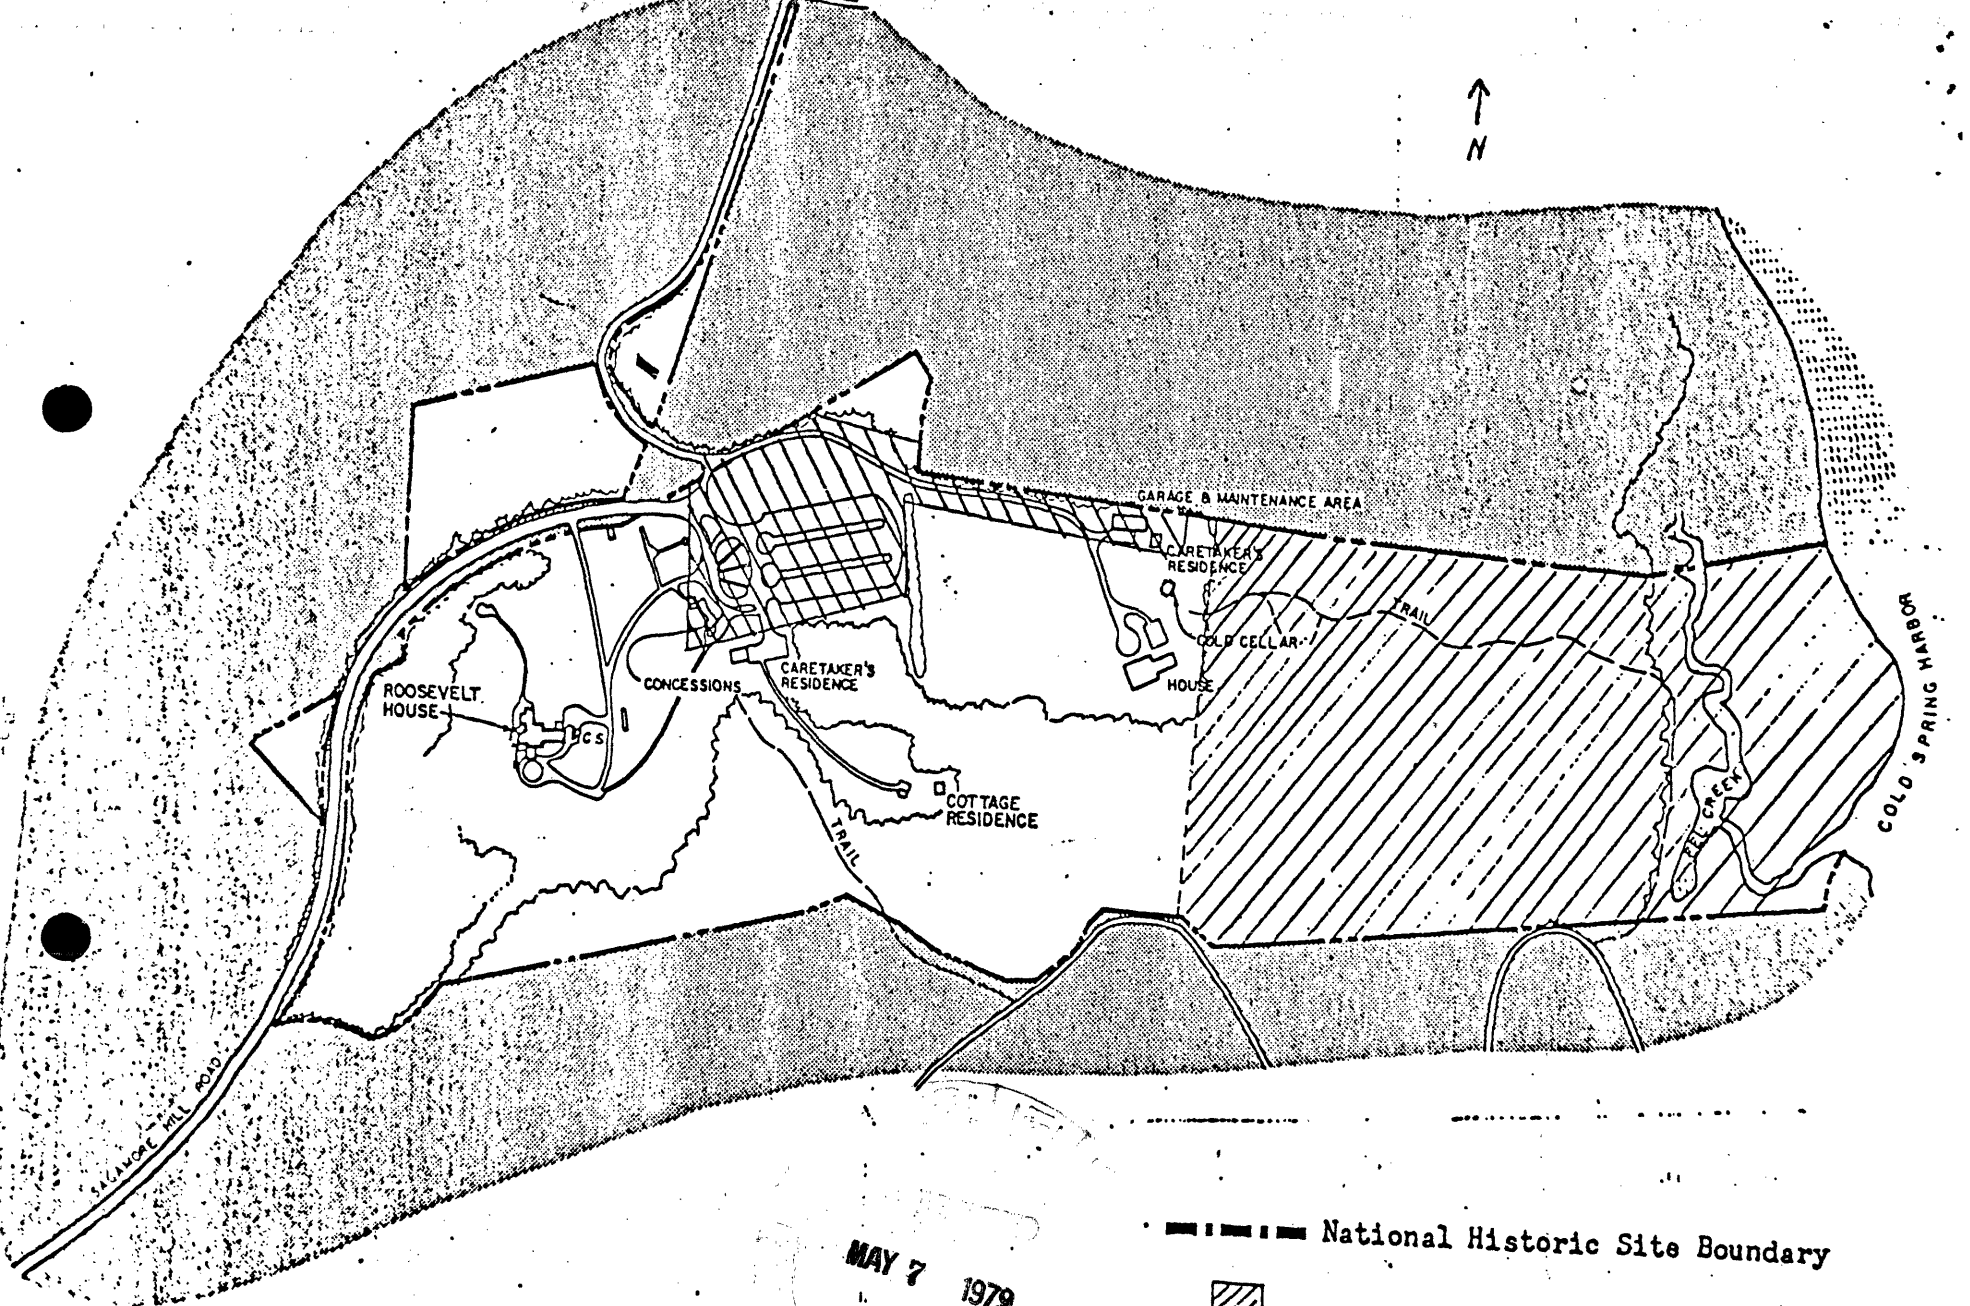 N
GARAGE & MAINTENANCE AREA
CARETAKER'S
RESIDENCE
TRAIL
COLD CELLAR
HOUSE
COLD SPRING HARBOR
EEL CREEK
ROOSEVELT
HOUSE
CS
CONCESSIONS
CARETAKER'S
RESIDENCE
COTTAGE
RESIDENCE
TRAIL
SAGAMORE HILL ROAD
National Historic Site Boundary
MAY 7 1979